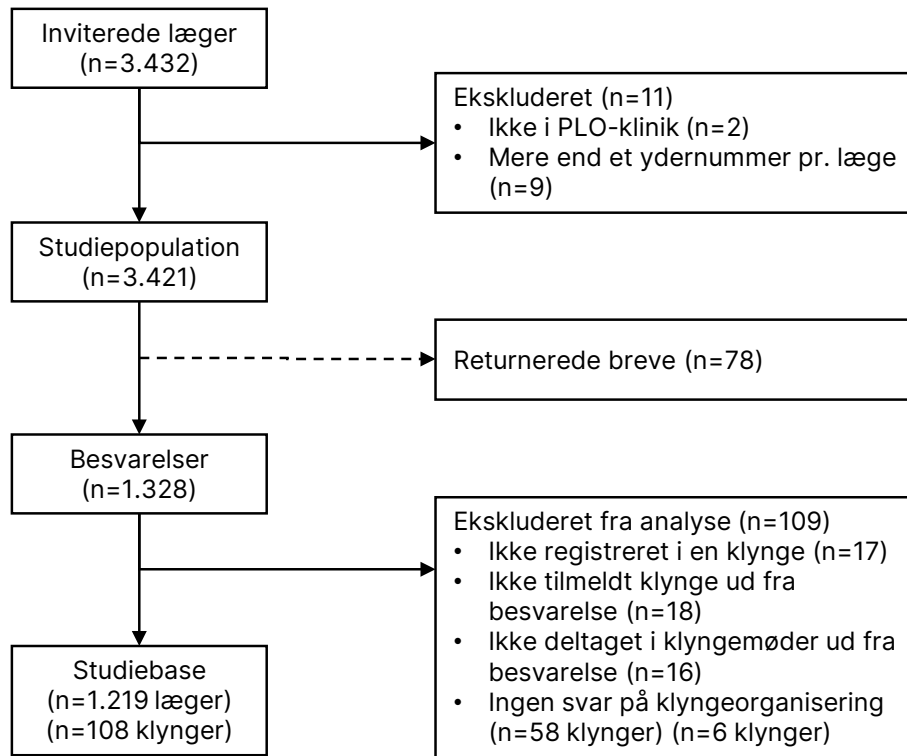 Inviterede læger
(n=3.432)
Ekskluderet (n=11)
• Ikke i PLO-klinik (n=2)
• Mere end et ydernummer pr. læge
(n=9)
Studiepopulation
(n=3.421)
Returnerede breve (n=78)
Besvarelser
(n=1.328)
Ekskluderet fra analyse (n=109)
• Ikke registreret i en klynge (n=17)
• Ikke tilmeldt klynge ud fra
besvarelse (n=18)
• Ikke deltaget i klyngemøder ud fra
besvarelse (n=16)
• Ingen svar på klyngeorganisering
(n=58 klynger) (n=6 klynger)
Studiebase
(n=1.219 læger)
(n=108 klynger)